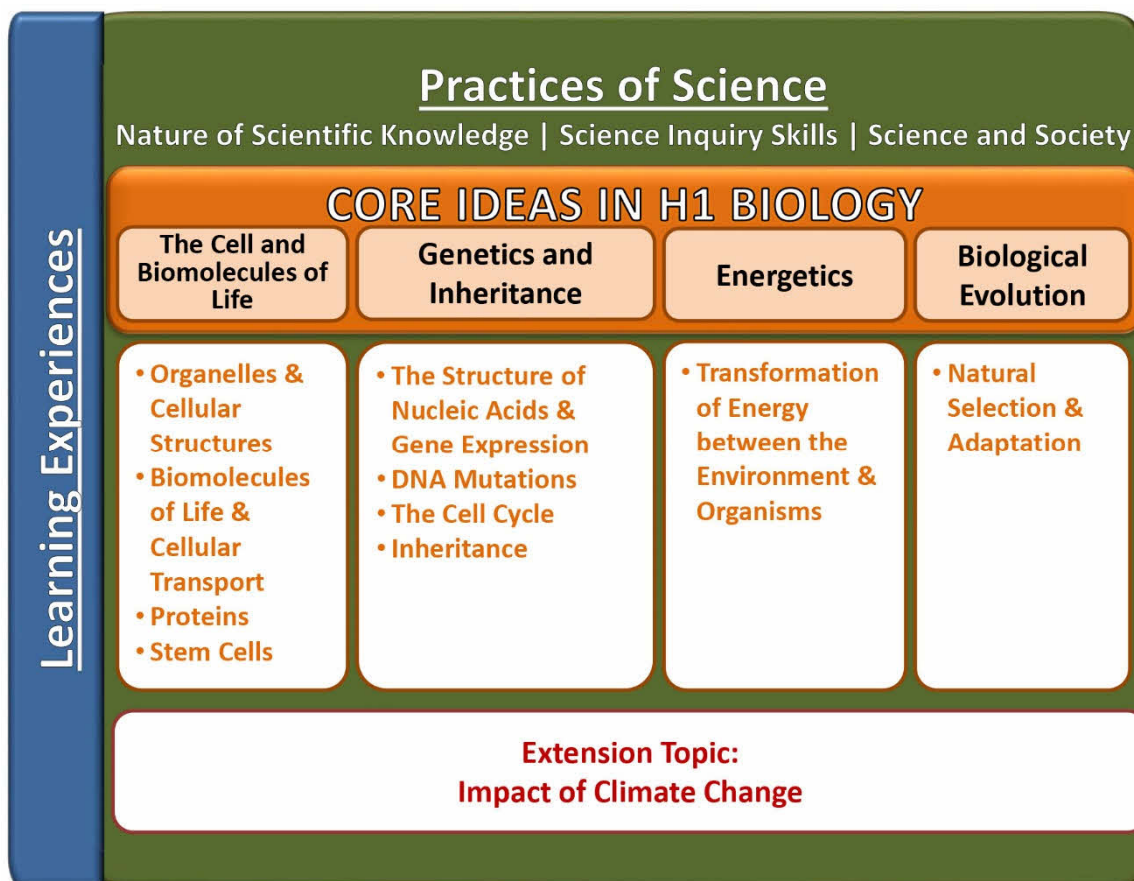 Learning Experiences
Practices of Science
Nature of Scientific Knowledge | Science Inquiry Skills | Science and Society
CORE IDEAS IN H1 BIOLOGY
The Cell and
Biomolecules of
Life
Genetics and
Inheritance
Energetics
Biological
Evolution
• Organelles &
Cellular
Structures
• Biomolecules
of Life &
Cellular
Transport
• Proteins
• Stem Cells
• The Structure of
Nucleic Acids &
Gene Expression
• DNA Mutations
• The Cell Cycle
• Inheritance
• Transformation
of Energy
between the
Environment &
Organisms
• Natural
Selection &
Adaptation
Extension Topic:
Impact of Climate Change